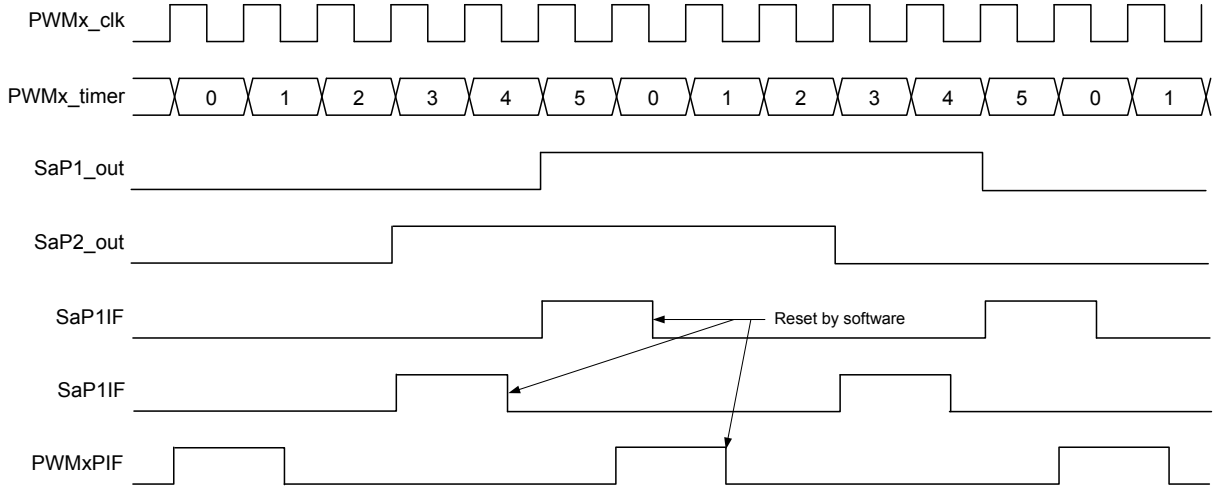 PWMx_clk
PWMx_timer 0 1 2 3 4 5 0 1 2 3 4 5 0 1
SaP1_out
SaP2_out
SaP1IF Reset by software
SaP1IF
PWMxPIF